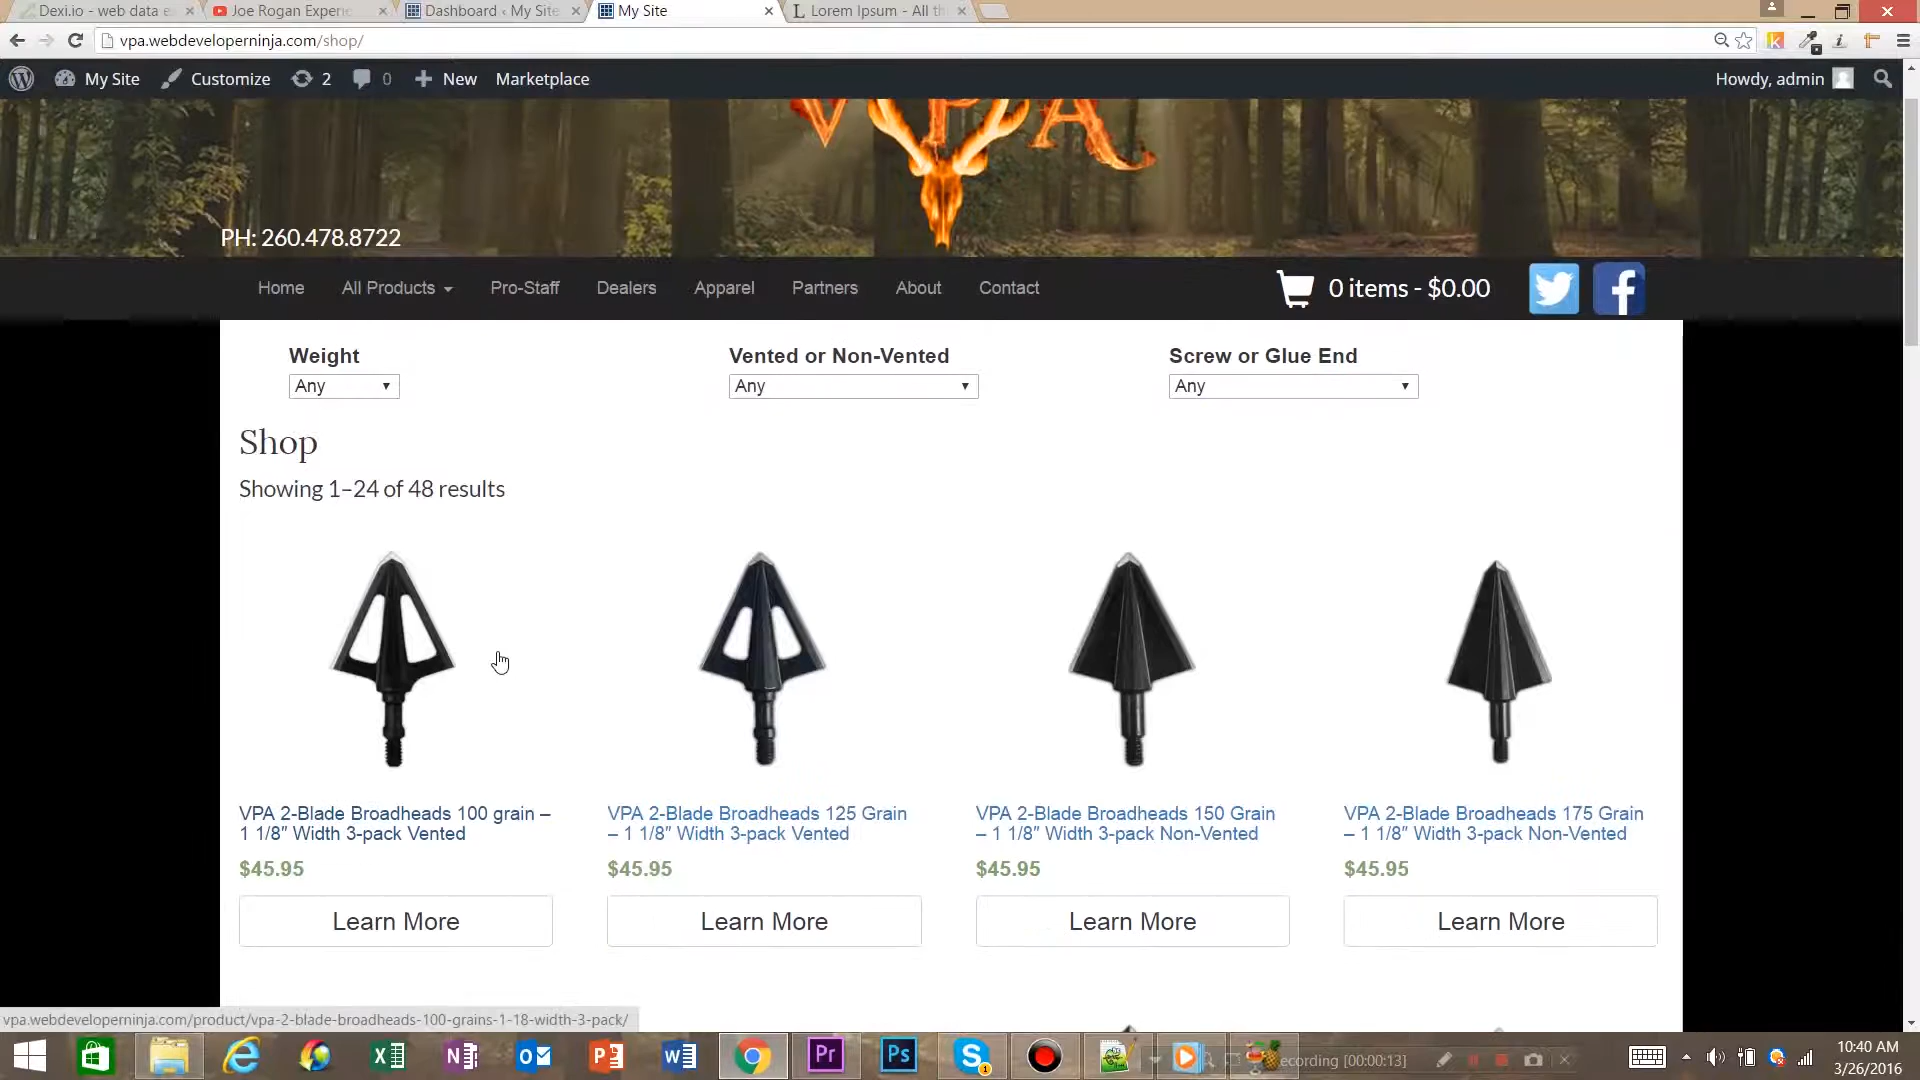 Dexi.io - web data e
Joe Rogan Experie
Dashboard ‹ My Site
My Site
Lorem Ipsum - All th
vpa.webdeveloperninja.com/shop/
My Site
Customize
2
0
New
Marketplace
Howdy, admin
VPA
PH: 260.478.8722
Home
All Products
Pro-Staff
Dealers
Apparel
Partners
About
Contact
0 items - $0.00
Weight
Vented or Non-Vented
Screw or Glue End
Any
Any
Any
Shop
Showing 1–24 of 48 results
VPA 2-Blade Broadheads 100 grain –
1 1/8″ Width 3-pack Vented
$45.95
Learn More
VPA 2-Blade Broadheads 125 Grain
– 1 1/8″ Width 3-pack Vented
$45.95
Learn More
VPA 2-Blade Broadheads 150 Grain
– 1 1/8″ Width 3-pack Non-Vented
$45.95
Learn More
VPA 2-Blade Broadheads 175 Grain
– 1 1/8″ Width 3-pack Non-Vented
$45.95
Learn More
vpa.webdeveloperninja.com/product/vpa-2-blade-broadheads-100-grains-1-18-width-3-pack/
ecording [00:00:13]
10:40 AM
3/26/2016